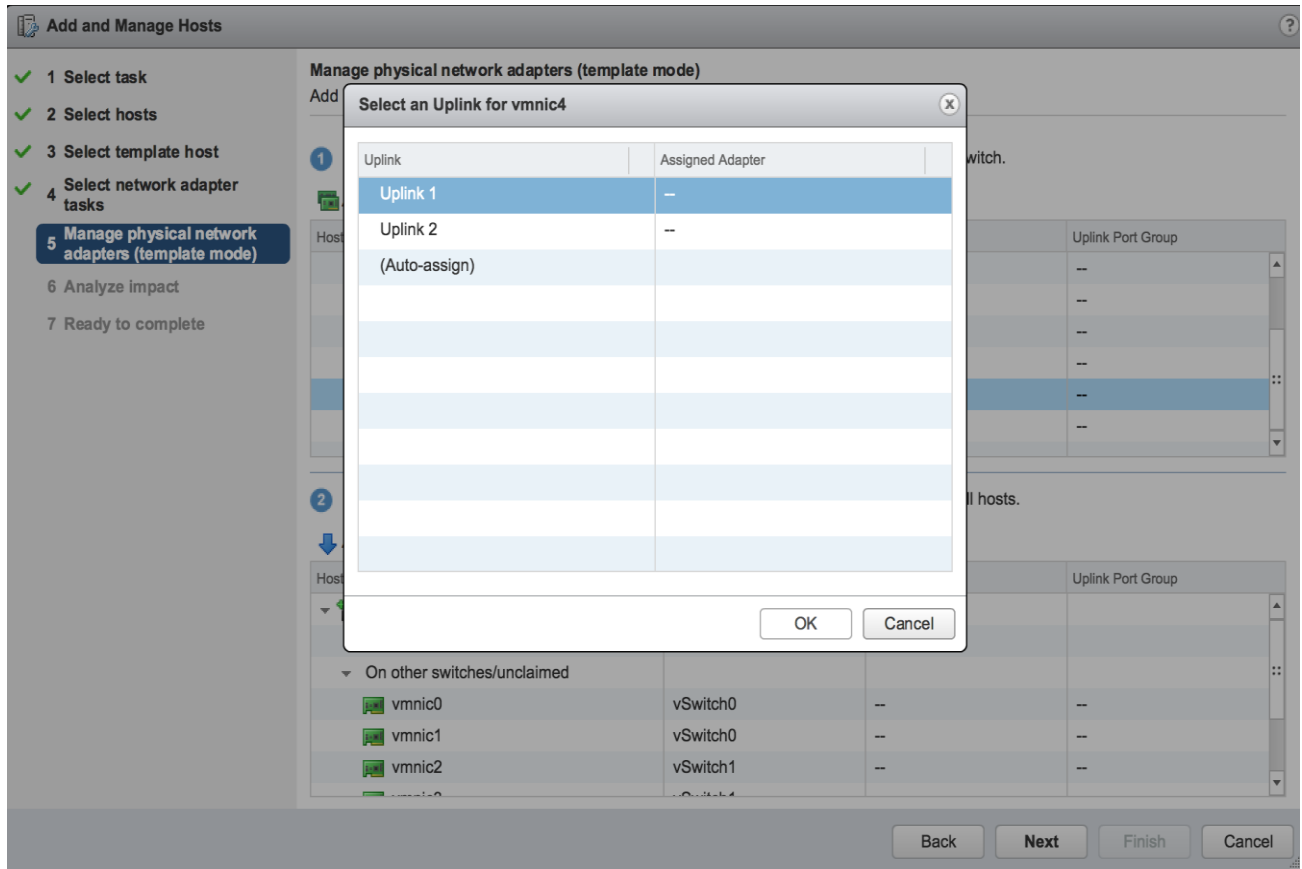 Add and Manage Hosts
?
1 Select task
2 Select hosts
3 Select template host
4 Select network adapter
tasks
5 Manage physical network
adapters (template mode)
6 Analyze impact
7 Ready to complete
Manage physical network adapters (template mode)
Add
1
witch.
Host
Uplink Port Group
--
--
--
--
--
--
2
ll hosts.
Host
Uplink Port Group
On other switches/unclaimed
vmnic0 vSwitch0 -- --
vmnic1 vSwitch0 -- --
vmnic2 vSwitch1 -- --
Select an Uplink for vmnic4
x
Uplink Assigned Adapter
Uplink 1 --
Uplink 2 --
(Auto-assign)
OK Cancel
Back Next Finish Cancel